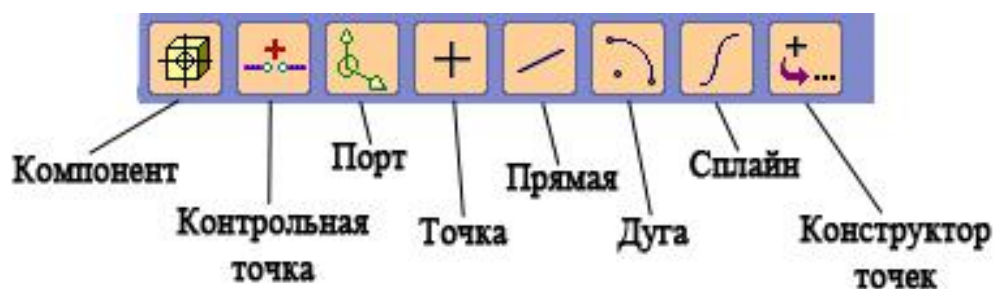 Компонент
Контрольная
точка
Порт
Точка
Прямая
Дуга
Сплайн
Конструктор
точек